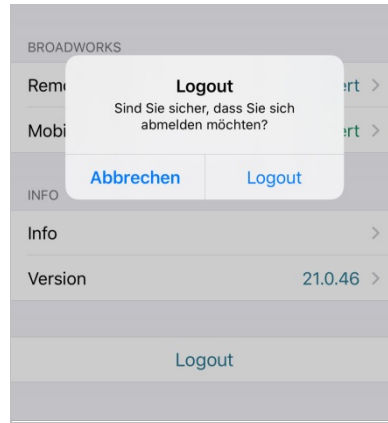 BROADWORKS
Logout
Sind Sie sicher, dass Sie sich
abmelden möchten?
Abbrechen Logout
INFO
Info
Version 21.0.46
Logout